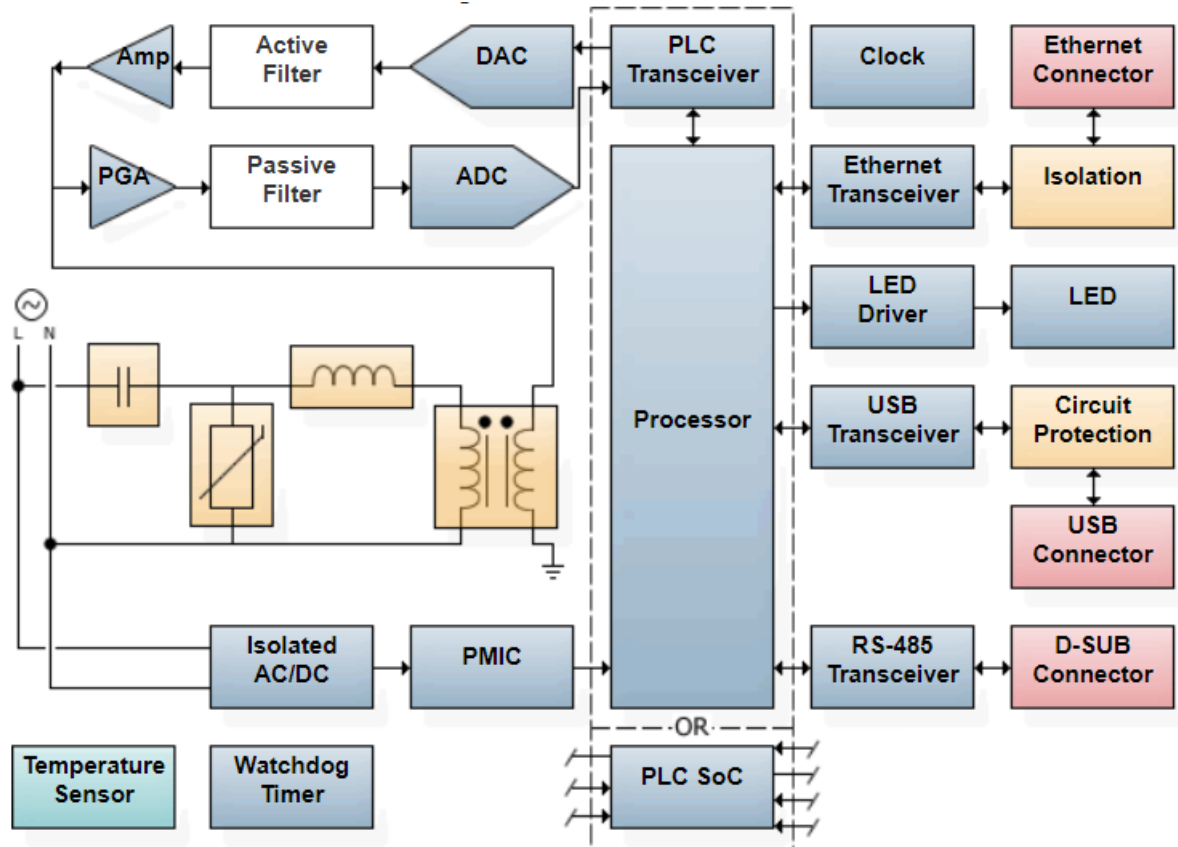 Amp
Active
Filter
DAC
PLC
Transceiver
Clock
Ethernet
Connector
PGA
Passive
Filter
ADC
Ethernet
Transceiver
Isolation
LED
Driver
LED
L N
Processor
USB
Transceiver
Circuit
Protection
USB
Connector
Isolated
AC/DC
PMIC
RS-485
Transceiver
D-SUB
Connector
OR
Temperature
Sensor
Watchdog
Timer
PLC SoC